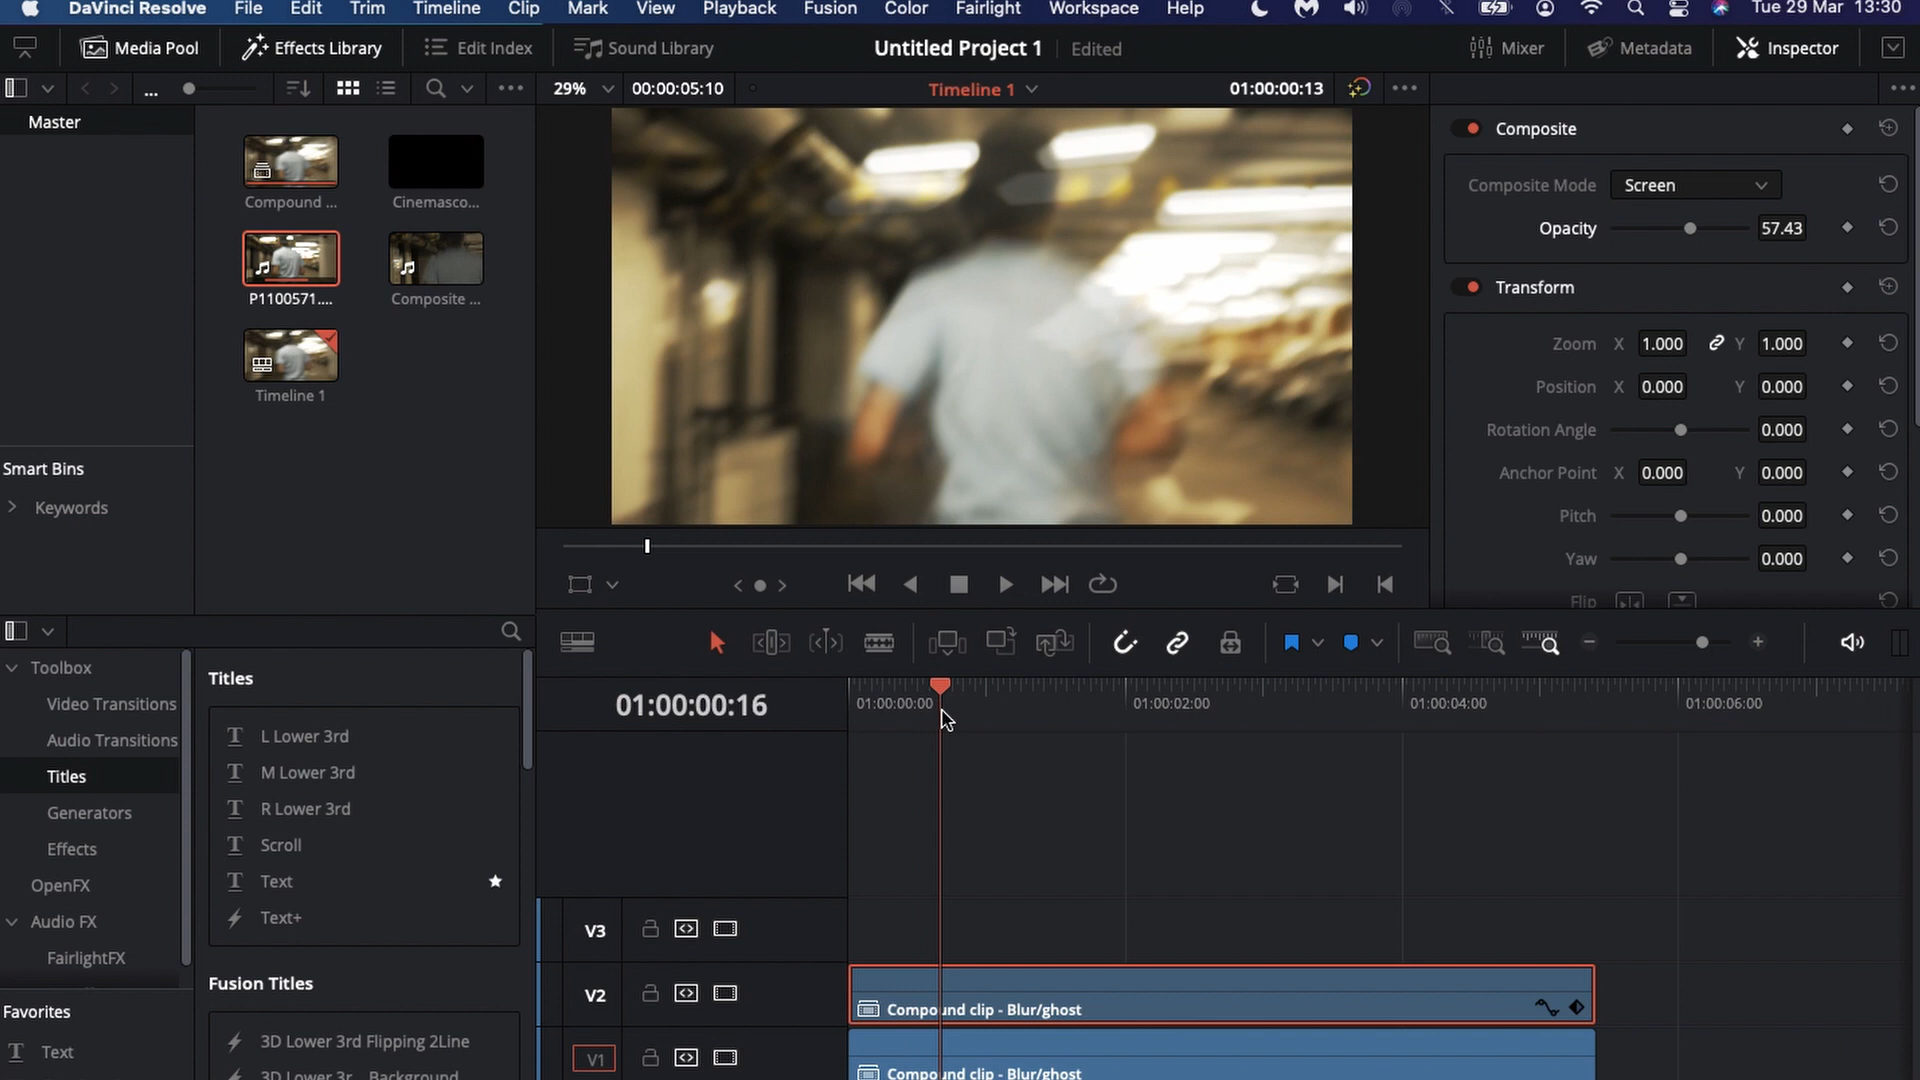 DaVinci Resolve File Edit Trim Timeline Clip Mark View Playback Fusion Color Fairlight Workspace Help Tue 29 Mar 13:30
Media Pool Effects Library Edit Index Sound Library Untitled Project 1 Edited Mixer Metadata Inspector
... 29% 00:00:05:10 Timeline 1 01:00:00:13
Master
Compound ...
Cinemasco...
P1100571....
Composite ...
Timeline 1
Smart Bins
Keywords
Composite
Composite Mode Screen
Opacity 57.43
Transform
Zoom X 1.000 Y 1.000
Position X 0.000 Y 0.000
Rotation Angle 0.000
Anchor Point X 0.000 Y 0.000
Pitch 0.000
Yaw 0.000
Flip
Toolbox
Video Transitions
Audio Transitions
Titles
Generators
Effects
OpenFX
Audio FX
FairlightFX
Favorites
Text
Titles
L Lower 3rd
M Lower 3rd
R Lower 3rd
Scroll
Text
Text+
Fusion Titles
3D Lower 3rd Flipping 2Line
3D Lower 3r... Background
01:00:00:16
01:00:00:00 01:00:02:00 01:00:04:00 01:00:06:00
V3
V2
Compound clip - Blur/ghost
V1
Compound clip - Blur/ghost